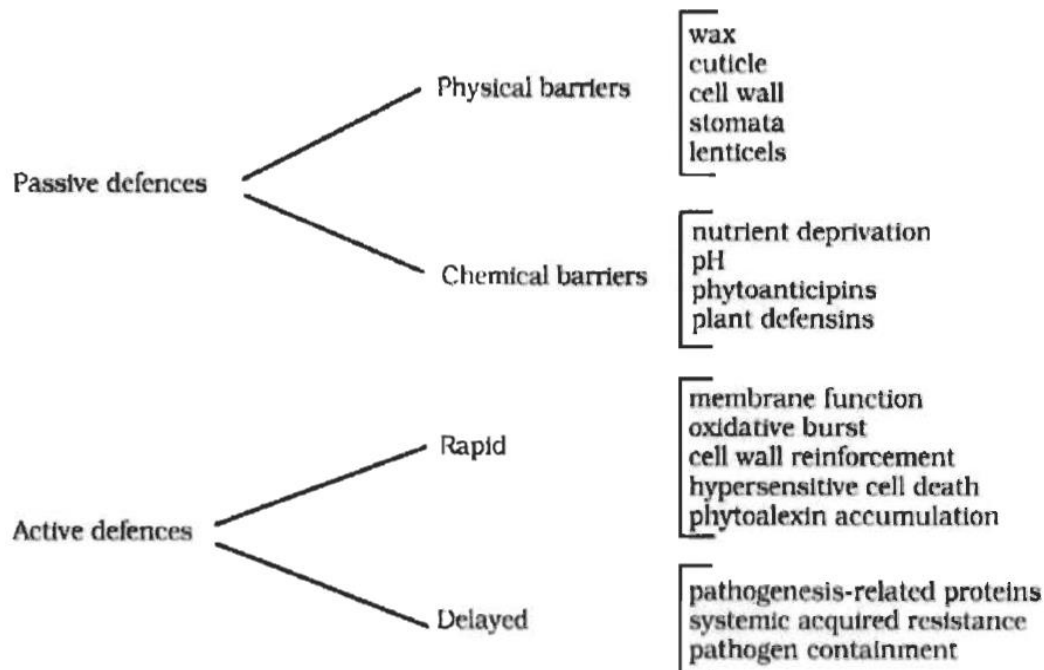 wax
cuticle
Physical barriers
cell wall
stomata
lenticels
Passive defences
nutrient deprivation
pH
Chemical barriers
phytoanticipins
plant defensins
membrane function
oxidative burst
Rapid
cell wall reinforcement
hypersensitive cell death
phytoalexin accumulation
Active defences
pathogenesis-related proteins
Delayed
systemic acquired resistance
pathogen containment